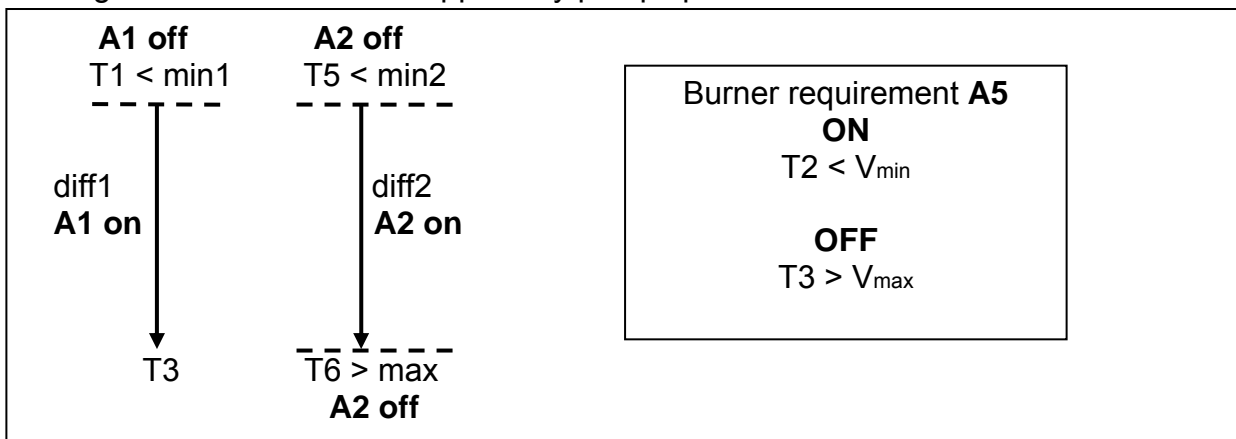 A1 off
T1 < min1
diff1
A1 on
T3
A2 off
T5 < min2
diff2
A2 on
T6 > max
A2 off
Burner requirement A5
ON
T2 < Vmin
OFF
T3 > Vmax